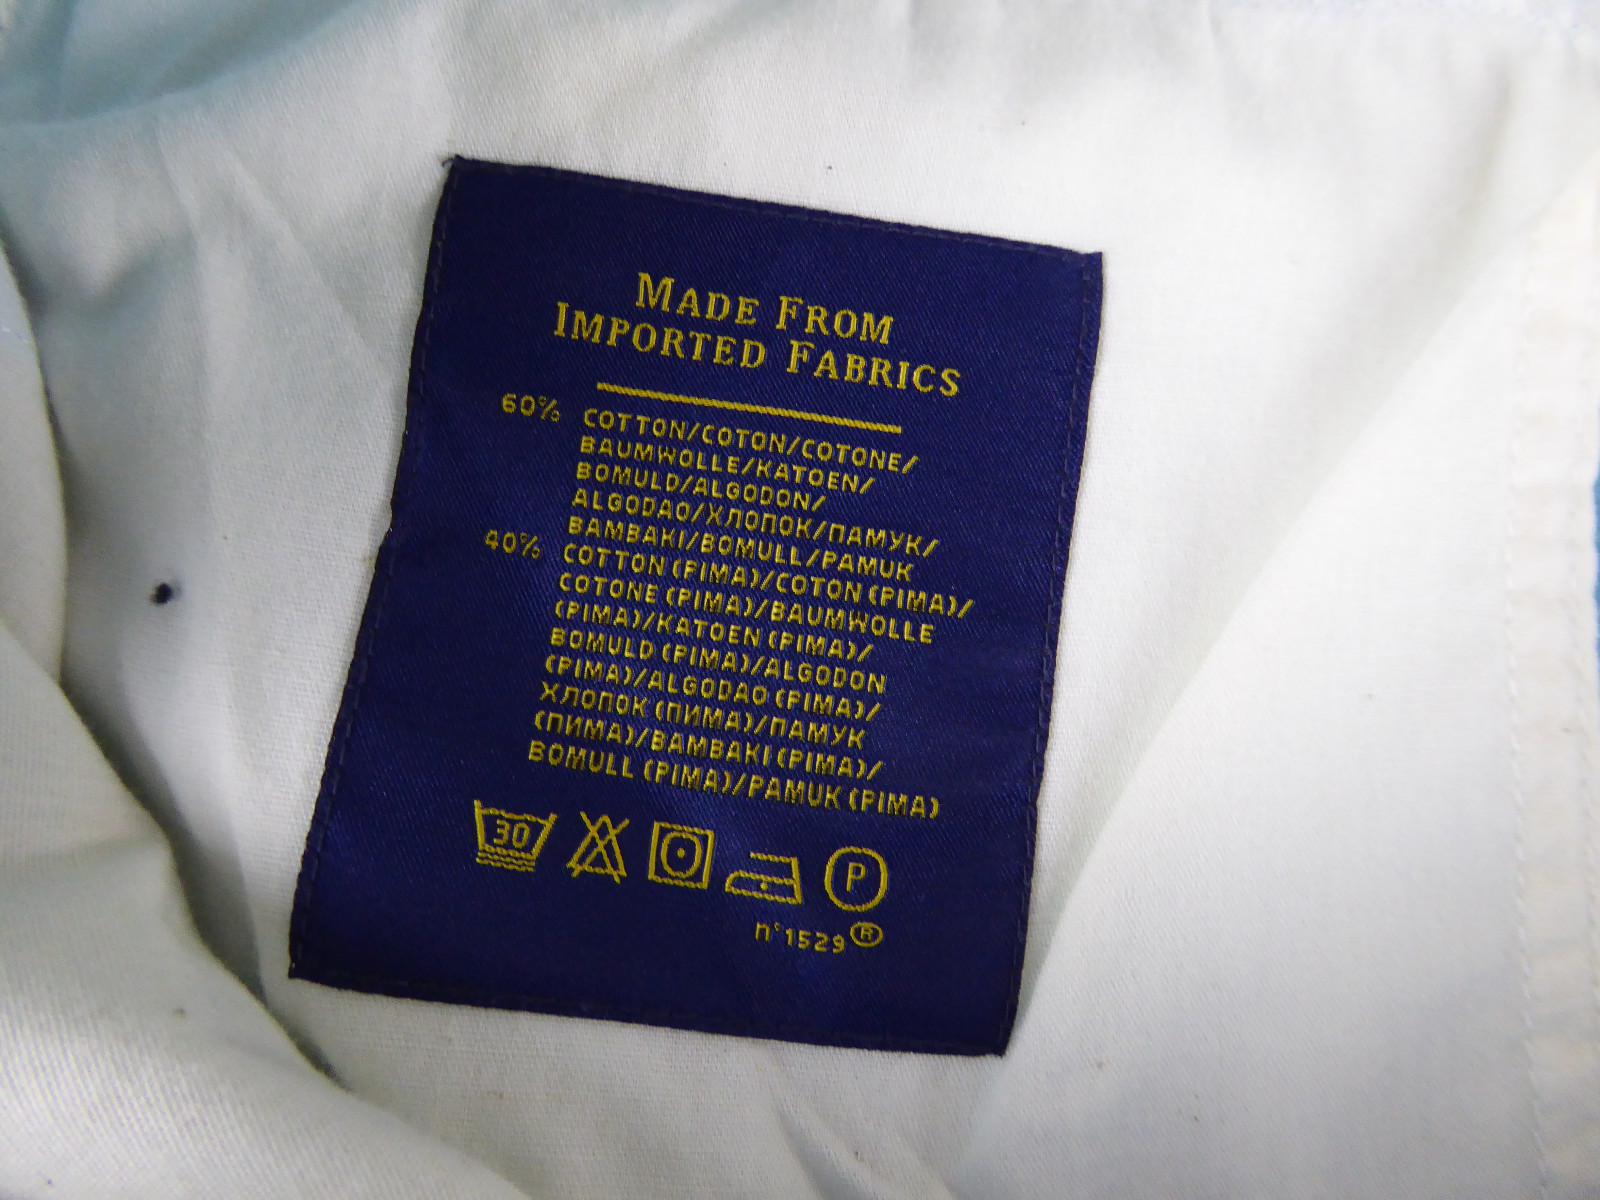 MADE FROM
IMPORTED FABRICS
60% COTTON/COTON/COTONE/
BAUMWOLLE/KATOEN/
BOMULD/ALGODON/
ALGODAO/ХЛОПОК/ПАМУК/
BAMBAKI/BOMULL/PAMUK
40% COTTON (PIMA)/COTON (PIMA)/
COTONE (PIMA)/BAUMWOLLE
(PIMA)/KATOEN (PIMA)/
BOMULD (PIMA)/ALGODON
(PIMA)/ALGODAO (PIMA)/
ХЛОПОК (ПИМА)/ПАМУК
(ПИМА)/BAMBAKI (PIMA)/
BOMULL (PIMA)/PAMUK (PIMA)
30 P
n°1529®